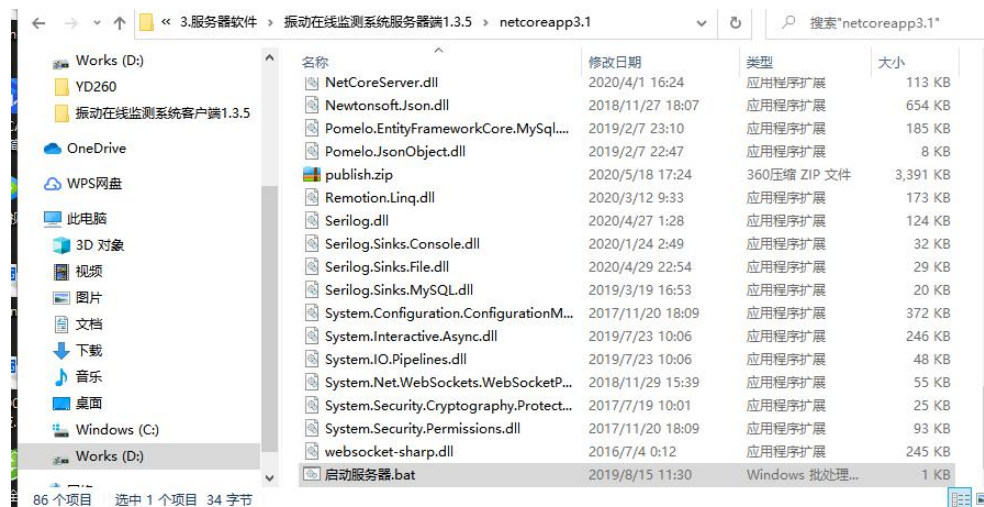 « 3.服务器软件 › 振动在线监测系统服务器端1.3.5 › netcoreapp3.1
搜索"netcoreapp3.1"
Works (D:)
YD260
振动在线监测系统客户端1.3.5
OneDrive
WPS网盘
此电脑
3D 对象
视频
图片
文档
下载
音乐
桌面
Windows (C:)
Works (D:)
名称 修改日期 类型 大小
NetCoreServer.dll 2020/4/1 16:24 应用程序扩展 113 KB
Newtonsoft.Json.dll 2018/11/27 18:07 应用程序扩展 654 KB
Pomelo.EntityFrameworkCore.MySql.... 2019/2/7 23:10 应用程序扩展 185 KB
Pomelo.JsonObject.dll 2019/2/7 22:47 应用程序扩展 8 KB
publish.zip 2020/5/18 17:24 360压缩 ZIP 文件 3,391 KB
Remotion.Linq.dll 2020/3/12 9:33 应用程序扩展 173 KB
Serilog.dll 2020/4/27 1:28 应用程序扩展 124 KB
Serilog.Sinks.Console.dll 2020/1/24 2:49 应用程序扩展 32 KB
Serilog.Sinks.File.dll 2020/4/29 22:54 应用程序扩展 29 KB
Serilog.Sinks.MySQL.dll 2019/3/19 16:53 应用程序扩展 20 KB
System.Configuration.ConfigurationM... 2017/11/20 18:09 应用程序扩展 372 KB
System.Interactive.Async.dll 2019/7/23 10:06 应用程序扩展 246 KB
System.IO.Pipelines.dll 2019/7/23 10:06 应用程序扩展 48 KB
System.Net.WebSockets.WebSocketP... 2018/11/29 15:39 应用程序扩展 55 KB
System.Security.Cryptography.Protect... 2017/7/19 10:01 应用程序扩展 25 KB
System.Security.Permissions.dll 2017/11/20 18:09 应用程序扩展 93 KB
websocket-sharp.dll 2016/7/4 0:12 应用程序扩展 245 KB
启动服务器.bat 2019/8/15 11:30 Windows 批处理... 1 KB
86 个项目 选中 1 个项目 34 字节